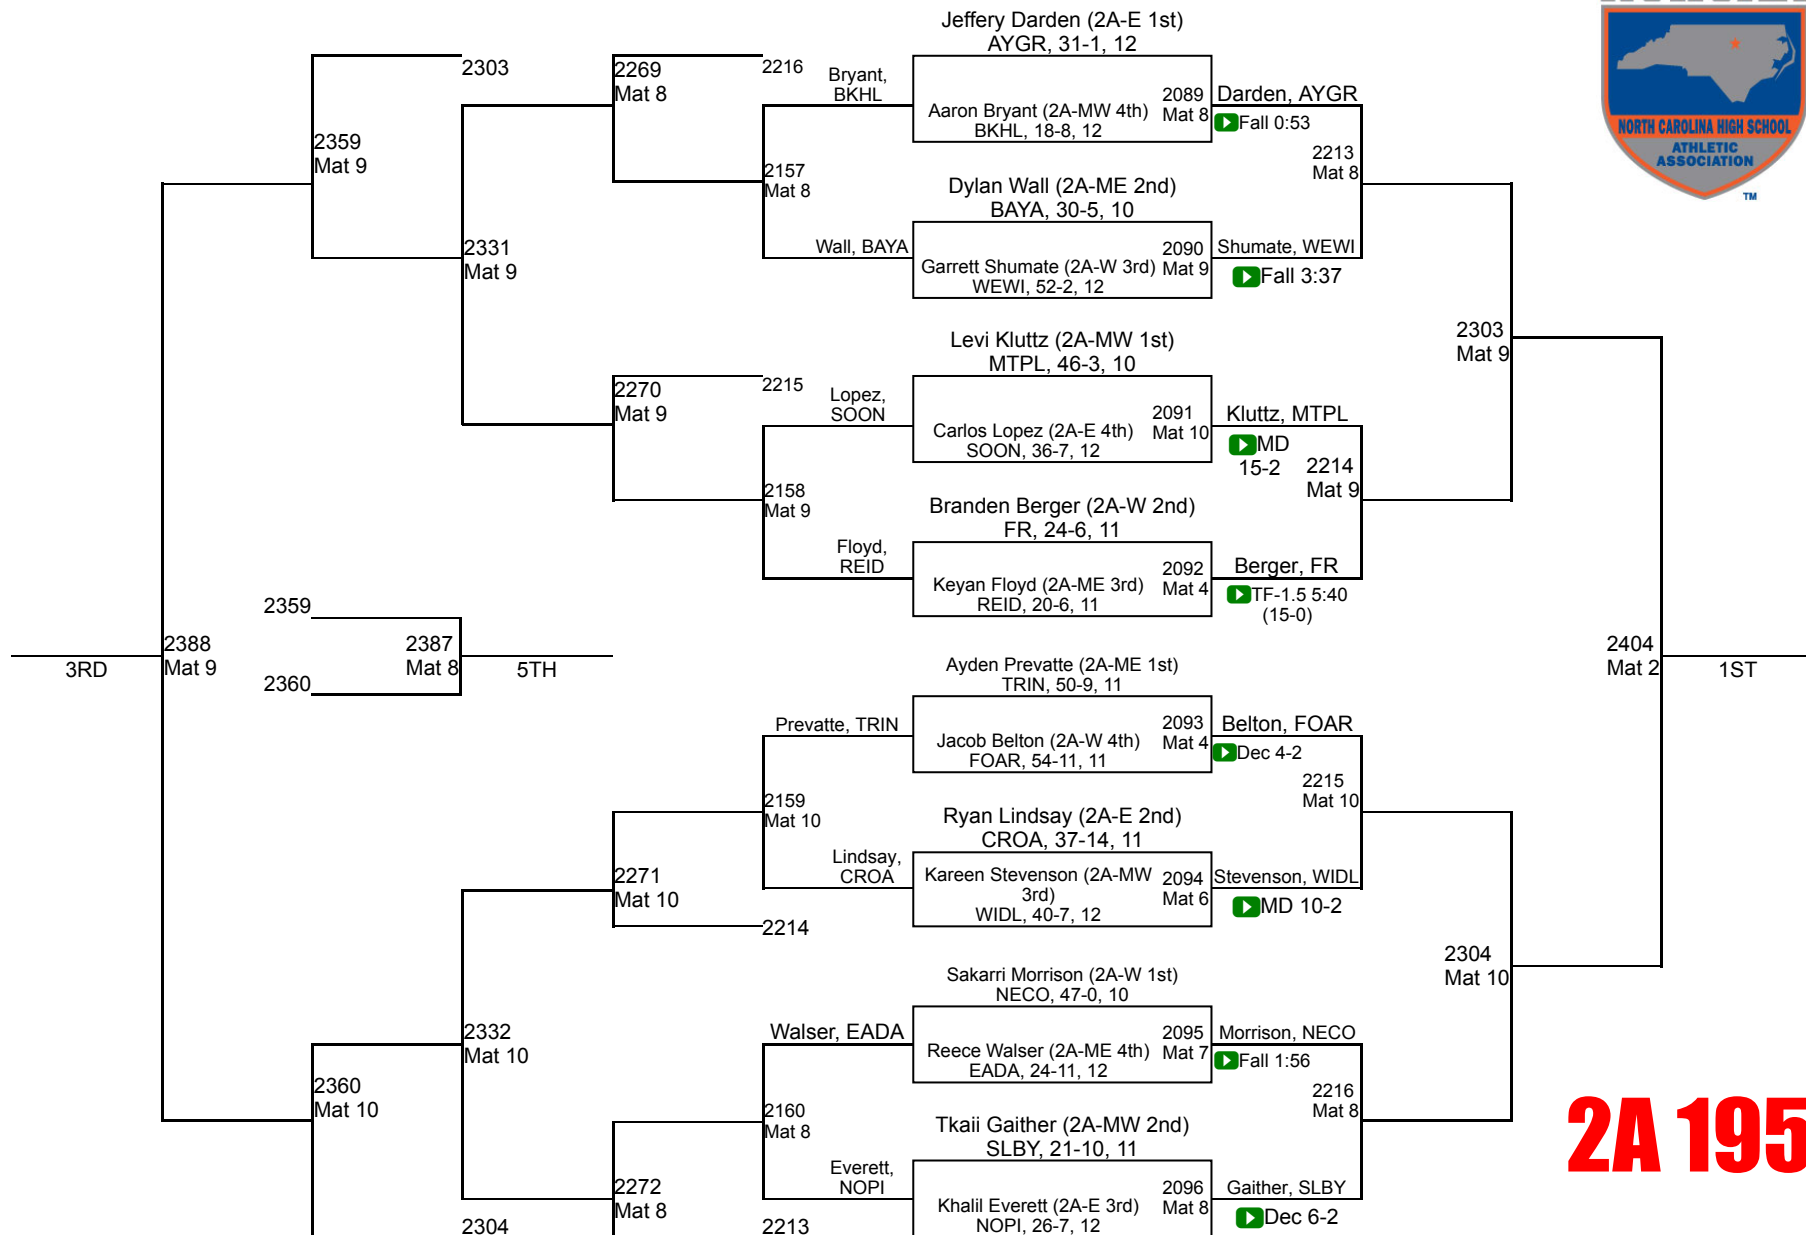 Jeffery Darden (2A-E 1st)
AYGR, 31-1, 12
Aaron Bryant (2A-MW 4th)
BKHL, 18-8, 12
2089
Mat 8
Darden, AYGR
Fall 0:53
Dylan Wall (2A-ME 2nd)
BAYA, 30-5, 10
Garrett Shumate (2A-W 3rd)
WEWI, 52-2, 12
2090
Mat 9
Shumate, WEWI
Fall 3:37
Levi Kluttz (2A-MW 1st)
MTPL, 46-3, 10
Carlos Lopez (2A-E 4th)
SOON, 36-7, 12
2091
Mat 10
Kluttz, MTPL
MD
15-2
Branden Berger (2A-W 2nd)
FR, 24-6, 11
Keyan Floyd (2A-ME 3rd)
REID, 20-6, 11
2092
Mat 4
Berger, FR
TF-1.5 5:40
(15-0)
Ayden Prevatte (2A-ME 1st)
TRIN, 50-9, 11
Jacob Belton (2A-W 4th)
FOAR, 54-11, 11
2093
Mat 4
Belton, FOAR
Dec 4-2
Ryan Lindsay (2A-E 2nd)
CROA, 37-14, 11
Kareen Stevenson (2A-MW
3rd)
WIDL, 40-7, 12
2094
Mat 6
Stevenson, WIDL
MD 10-2
Sakarri Morrison (2A-W 1st)
NECO, 47-0, 10
Reece Walser (2A-ME 4th)
EADA, 24-11, 12
2095
Mat 7
Morrison, NECO
Fall 1:56
Tkaii Gaither (2A-MW 2nd)
SLBY, 21-10, 11
Khalil Everett (2A-E 3rd)
NOPI, 26-7, 12
2096
Mat 8
Gaither, SLBY
Dec 6-2
2213
Mat 8
2214
Mat 9
2215
Mat 10
2216
Mat 8
2303
Mat 9
2304
Mat 10
2404
Mat 2
1ST
Bryant,
BKHL
Wall, BAYA
Lopez,
SOON
Floyd,
REID
Prevatte, TRIN
Lindsay,
CROA
Walser, EADA
Everett,
NOPI
2157
Mat 8
2158
Mat 9
2159
Mat 10
2160
Mat 8
2216
2215
2214
2213
2269
Mat 8
2270
Mat 9
2271
Mat 10
2272
Mat 8
2331
Mat 9
2332
Mat 10
2303
2304
2359
Mat 9
2360
Mat 10
2388
Mat 9
3RD
2359
2360
2387
Mat 8
5TH
NORTH CAROLINA HIGH SCHOOL
ATHLETIC
ASSOCIATION
TM
2A 195